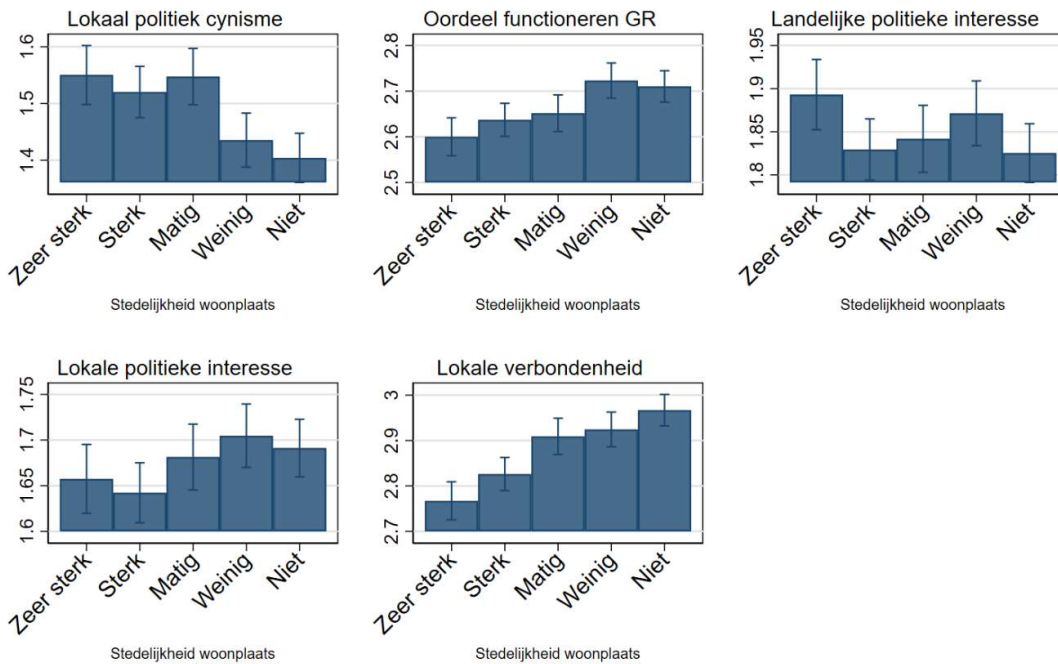 Lokaal politiek cynisme
1.6
1.5
1.4
Zeer sterk
Sterk
Matig
Weinig
Niet
Stedelijkheid woonplaats
Oordeel functioneren GR
2.8
2.7
2.6
2.5
Zeer sterk
Sterk
Matig
Weinig
Niet
Stedelijkheid woonplaats
Landelijke politieke interesse
1.95
1.9
1.85
1.8
Zeer sterk
Sterk
Matig
Weinig
Niet
Stedelijkheid woonplaats
Lokale politieke interesse
1.75
1.7
1.65
1.6
Zeer sterk
Sterk
Matig
Weinig
Niet
Stedelijkheid woonplaats
Lokale verbondenheid
3
2.9
2.8
2.7
Zeer sterk
Sterk
Matig
Weinig
Niet
Stedelijkheid woonplaats